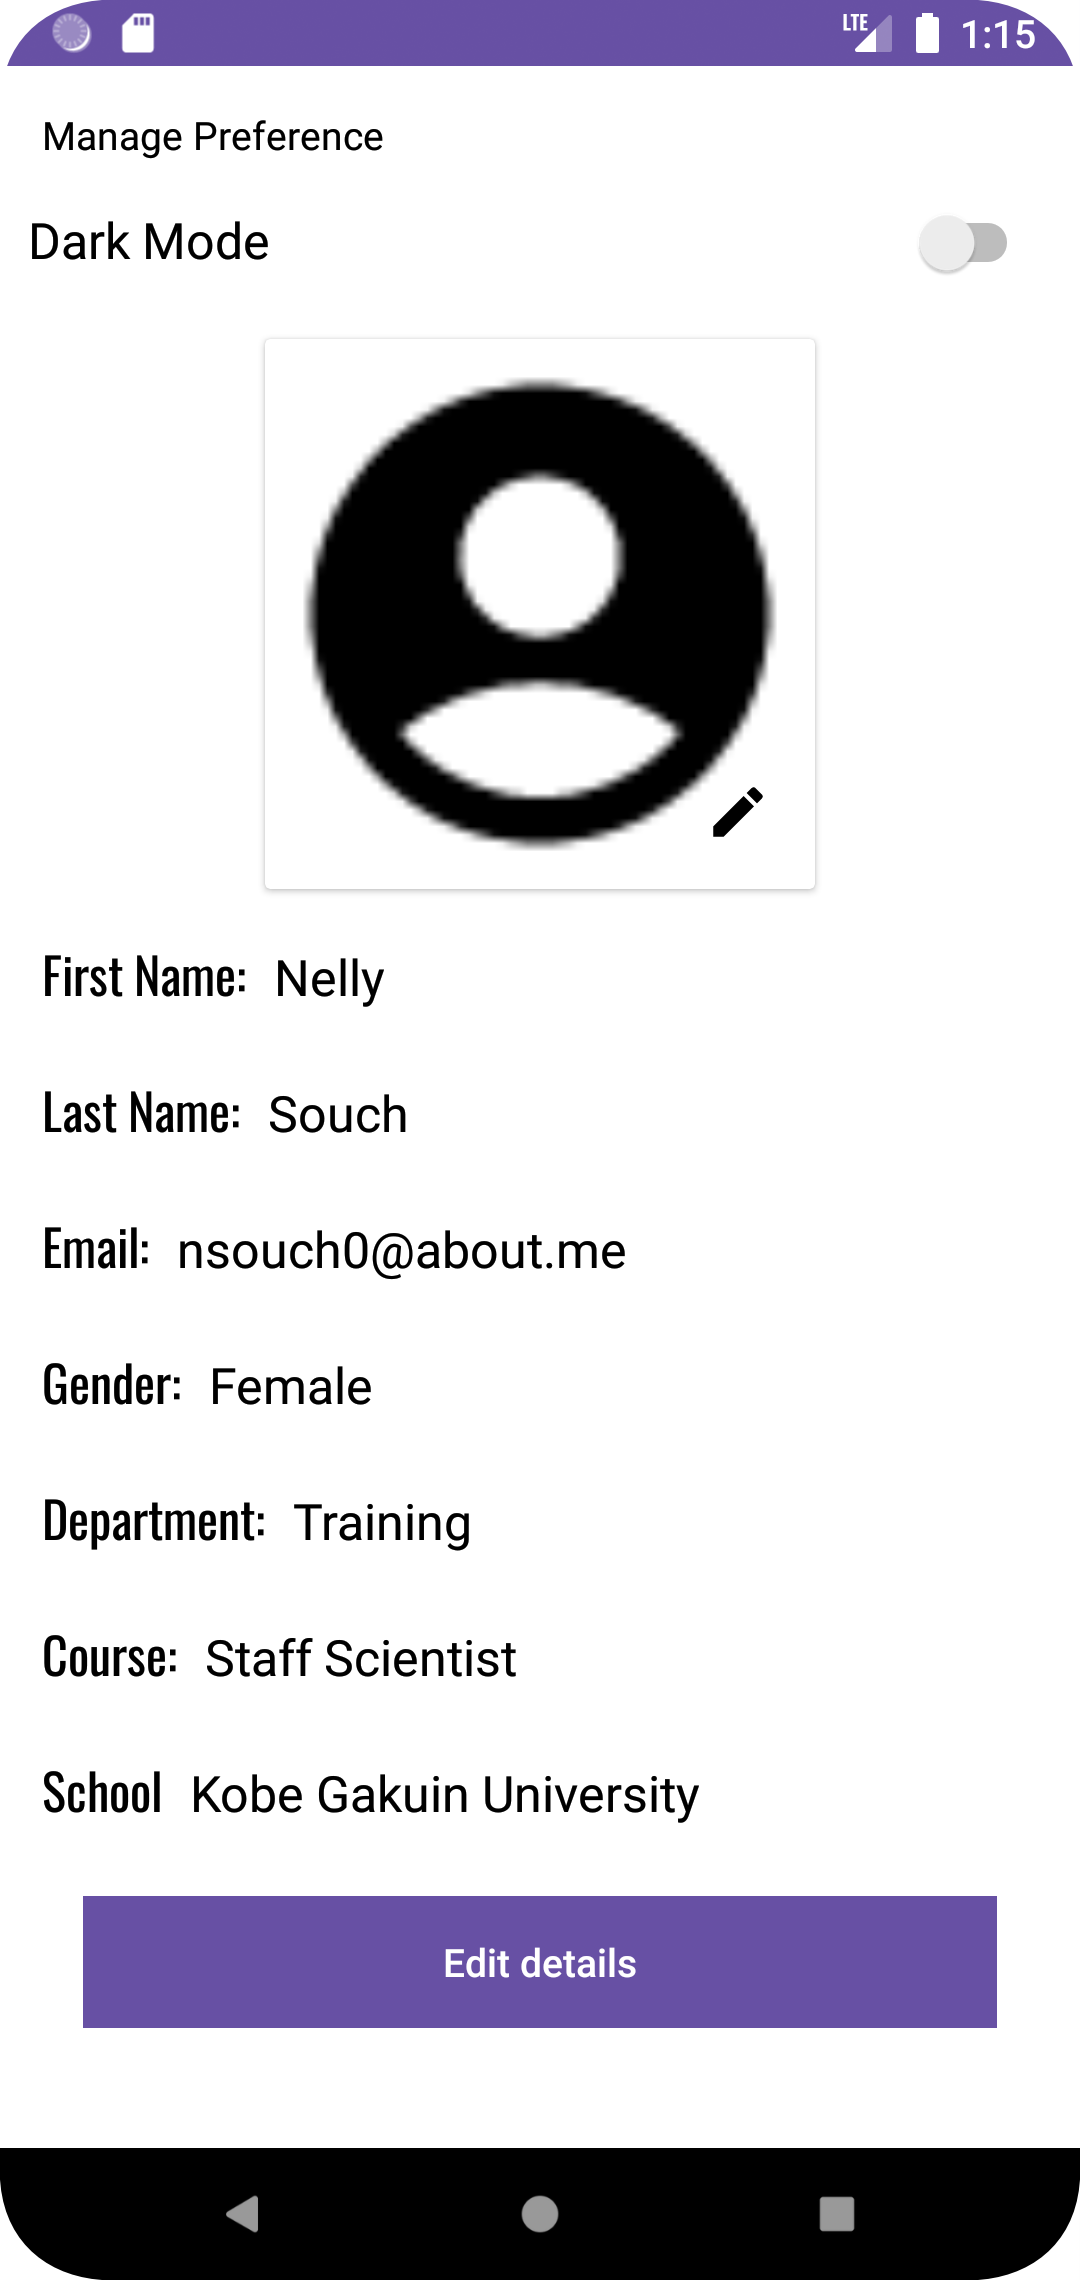 LTE 1:15
Manage Preference
Dark Mode
First Name: Nelly
Last Name: Souch
Email: nsouch0@about.me
Gender: Female
Department: Training
Course: Staff Scientist
School Kobe Gakuin University
Edit details